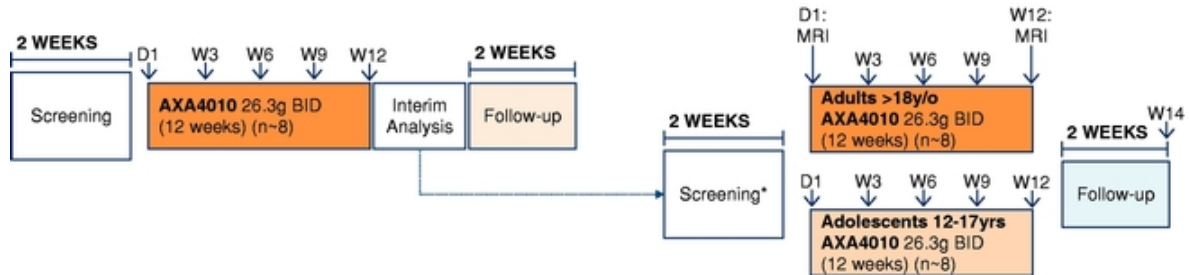 2 WEEKS
Screening
D1 W3 W6 W9 W12
AXA4010 26.3g BID
(12 weeks) (n~8)
Interim
Analysis
2 WEEKS
Follow-up
2 WEEKS
Screening*
D1: W12:
MRI MRI
W3 W6 W9
Adults >18y/o
AXA4010 26.3g BID
(12 weeks) (n~8)
D1 W3 W6 W9 W12
Adolescents 12-17yrs
AXA4010 26.3g BID
(12 weeks) (n~8)
W14
2 WEEKS
Follow-up